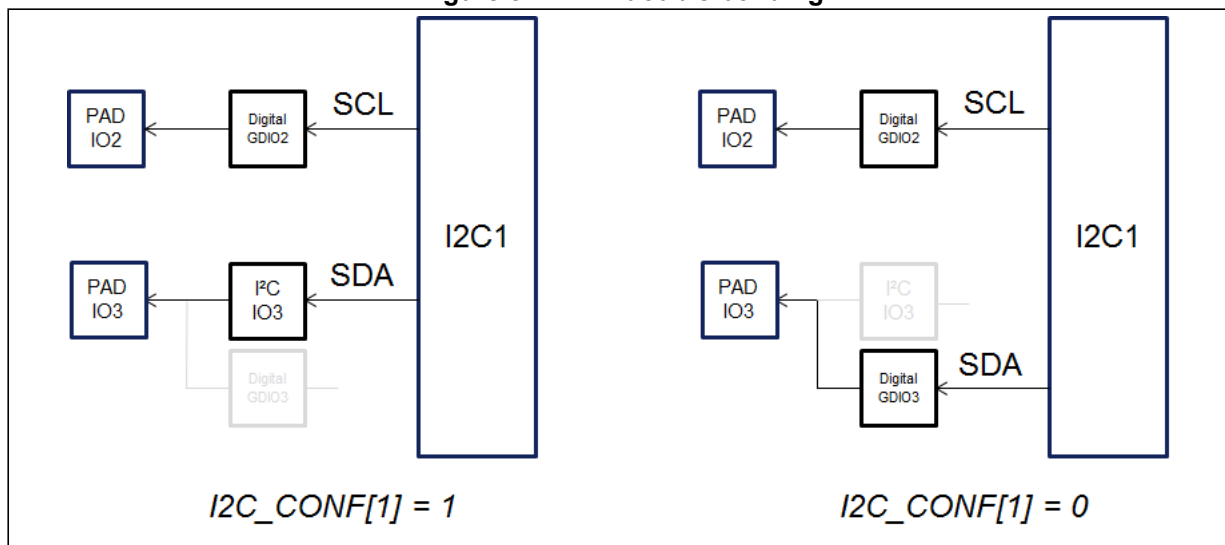 SCL
PAD
IO2
Digital
GDIO2
I2C1
SDA
PAD
IO3
I²C
IO3
Digital
GDIO3
I2C_CONF[1] = 1
SCL
PAD
IO2
Digital
GDIO2
I2C1
PAD
IO3
I²C
IO3
SDA
Digital
GDIO3
I2C_CONF[1] = 0